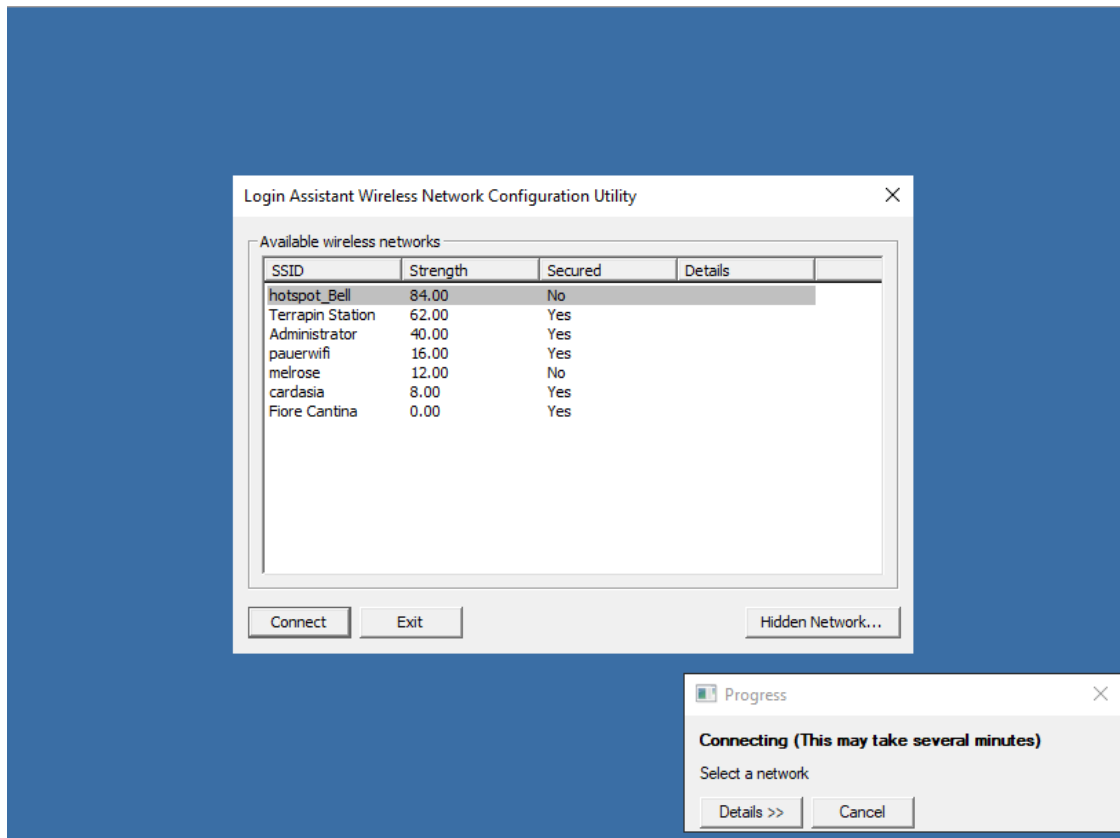 Login Assistant Wireless Network Configuration Utility
Available wireless networks
SSID Strength Secured Details
hotspot_Bell 84.00 No
Terrapin Station 62.00 Yes
Administrator 40.00 Yes
pauerwifi 16.00 Yes
melrose 12.00 No
cardasia 8.00 Yes
Fiore Cantina 0.00 Yes
Connect Exit Hidden Network...
Progress
Connecting (This may take several minutes)
Select a network
Details >> Cancel